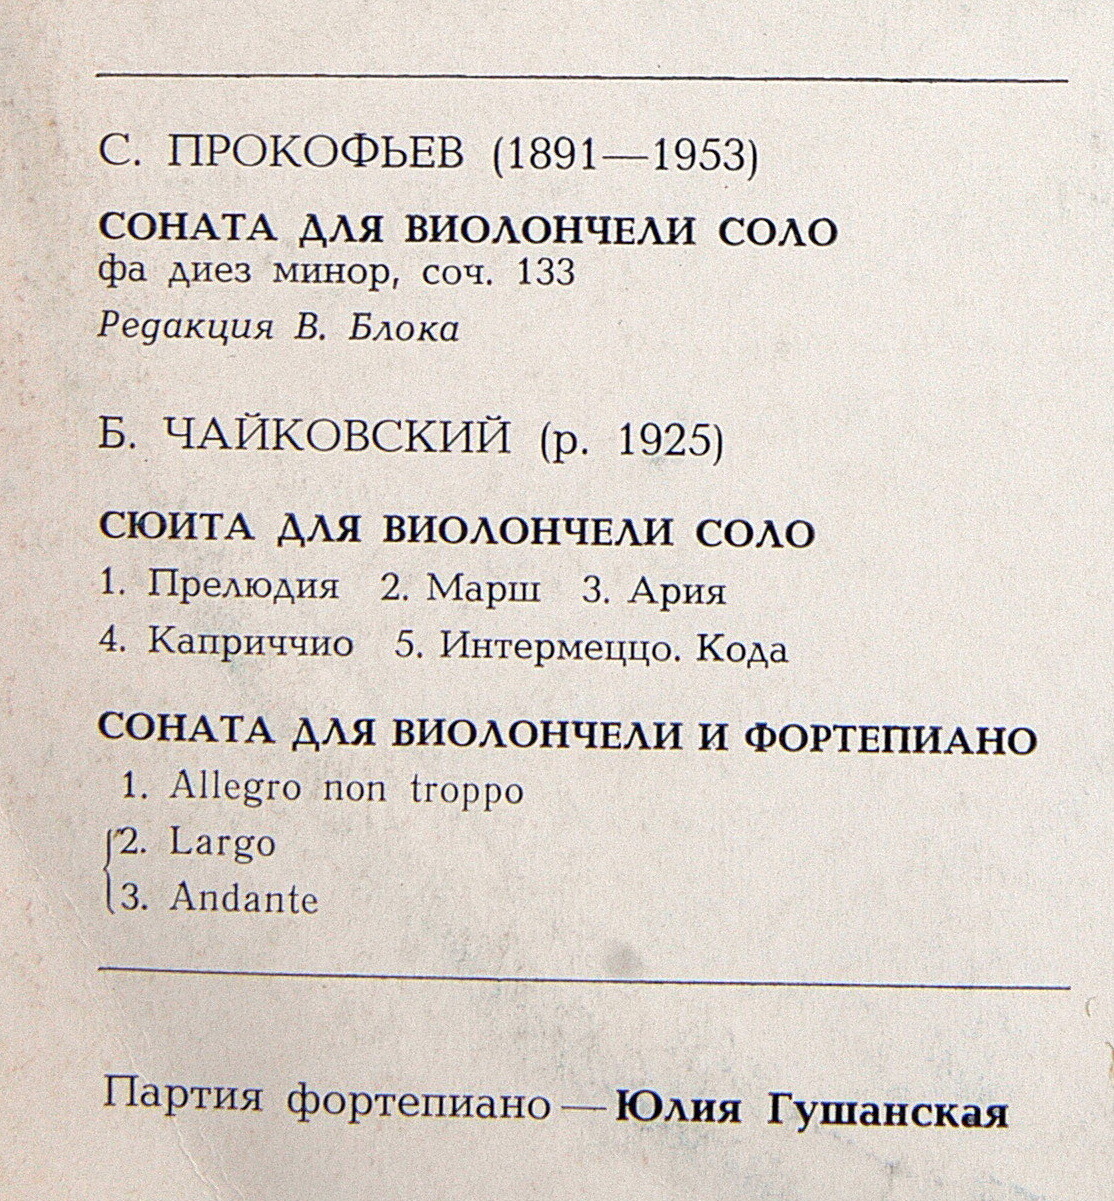 С. ПРОКОФЬЕВ (1891—1953)
СОНАТА ДЛЯ ВИОЛОНЧЕЛИ СОЛО
фа диез минор, соч. 133
Редакция В. Блока
Б. ЧАЙКОВСКИЙ (р. 1925)
СЮИТА ДЛЯ ВИОЛОНЧЕЛИ СОЛО
1. Прелюдия 2. Марш 3. Ария
4. Каприччио 5. Интермеццо. Кода
СОНАТА ДЛЯ ВИОЛОНЧЕЛИ И ФОРТЕПИАНО
1. Allegro non troppo
2. Largo
3. Andante
Партия фортепиано — Юлия Гушанская